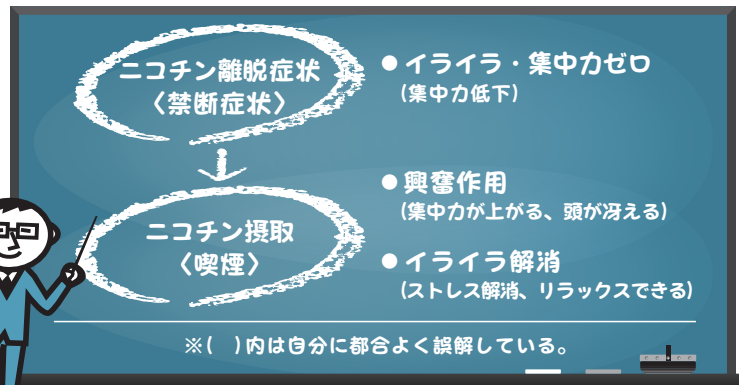 ニコチン離脱症状
〈禁断症状〉
●イライラ・集中力ゼロ
(集中力低下)
ニコチン摂取
〈喫煙〉
●興奮作用
(集中力が上がる、頭が冴える)
●イライラ解消
(ストレス解消、リラックスできる)
※(　)内は自分に都合よく誤解している。